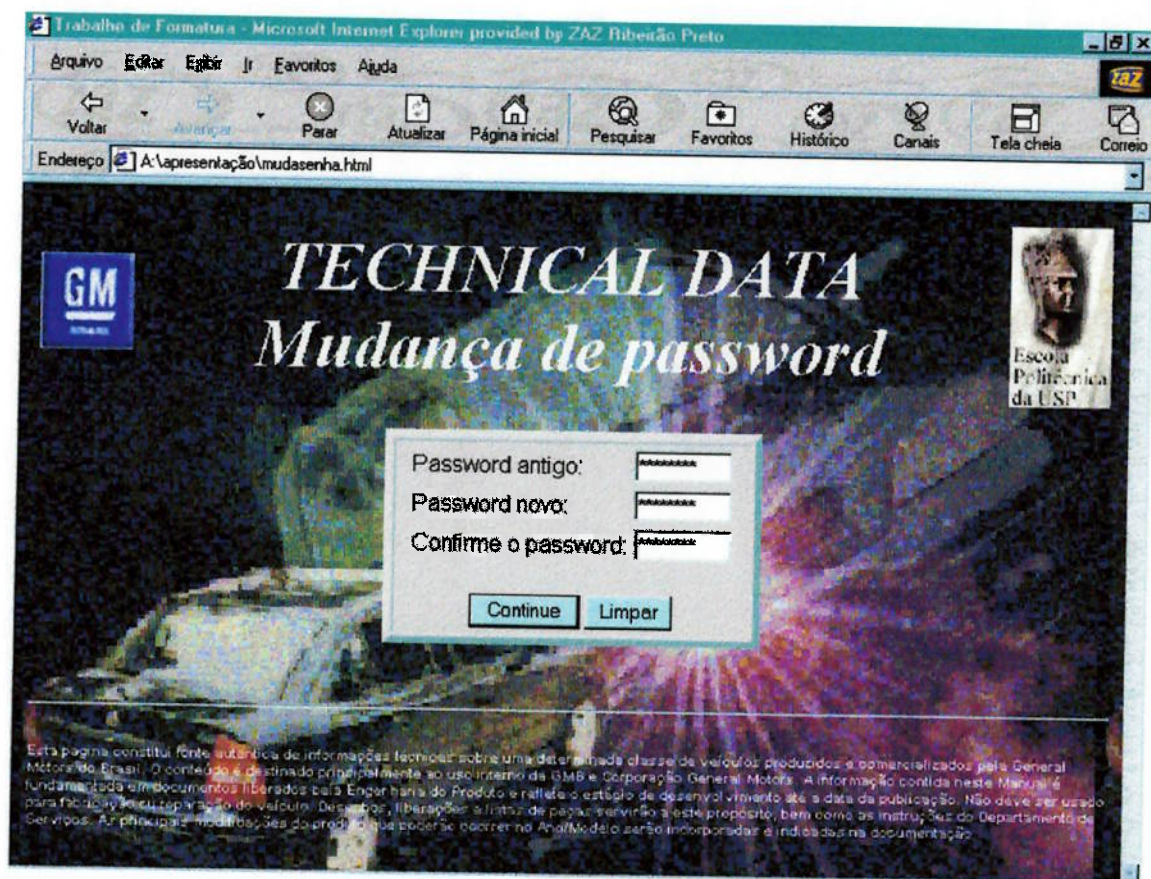 Trabalho de Formatura - Microsoft Internet Explorer provided by ZAZ Ribeirão Preto
Arquivo Editar Exibir Ir Favoritos Ajuda
zaz
Voltar Avançar Parar Atualizar Página inicial Pesquisar Favoritos Histórico Canais Tela cheia Correio
Endereço A:\apresentação\mudasenha.html
GM
TECHNICAL DATA
Mudança de password
Escola
Politécnica
da USP
Password antigo: ********
Password novo: ********
Confirme o password: ********
Continue Limpar
Esta pagina constitui fonte autantica de informações tecnicas sobre uma determinada classe de veículos produzidos e comercializados pela General
Motors do Brasil. O conteúdo é destinado principalmente ao uso interno da GMB e Corporação General Motors. A informação contida neste Manual é
fundamentada em documentos liberados pela Engenharia do Produto e reflete o estágio de desenvolvimento até a data da publicação. Não deve ser usado
para fabricação ou reparação do veículo. Desenhos, liberações e listas de peças servirão a este propósito, bem como as instruções do Departamento de
Serviços. As principais modificações do produto que poderão ocorrer no Ano/Modelo serão incorporadas e indicadas na documentação.